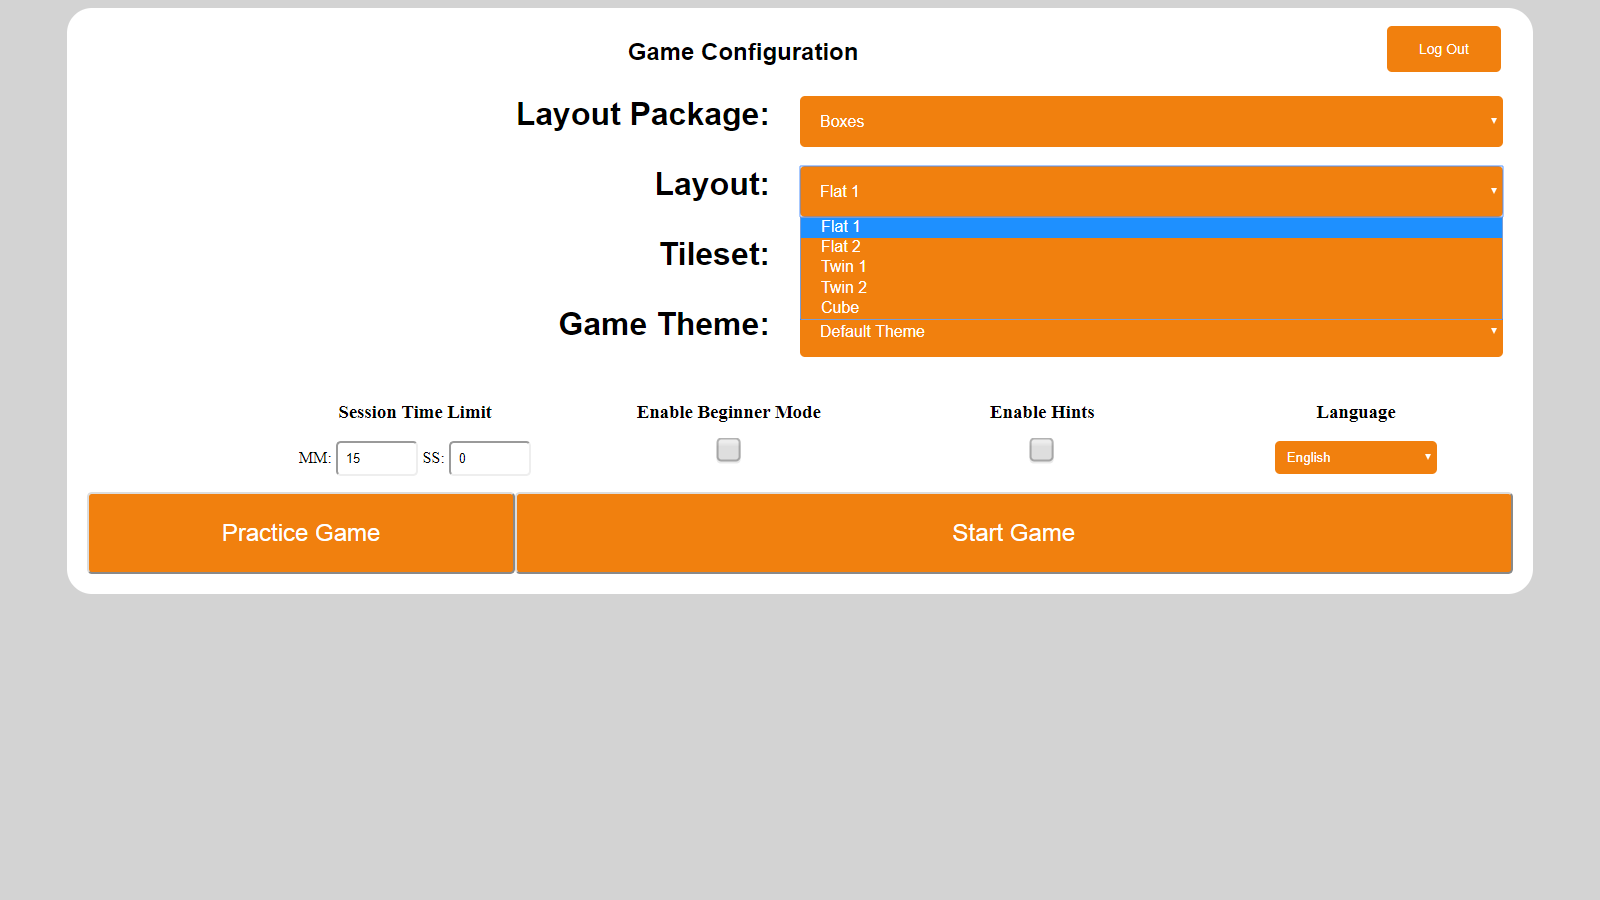 Game Configuration
Log Out
Layout Package:
Boxes
Layout:
Flat 1
Flat 1
Flat 2
Twin 1
Twin 2
Cube
Tileset:
Game Theme:
Default Theme
Session Time Limit
Enable Beginner Mode
Enable Hints
Language
MM: 15 SS: 0
English
Practice Game
Start Game